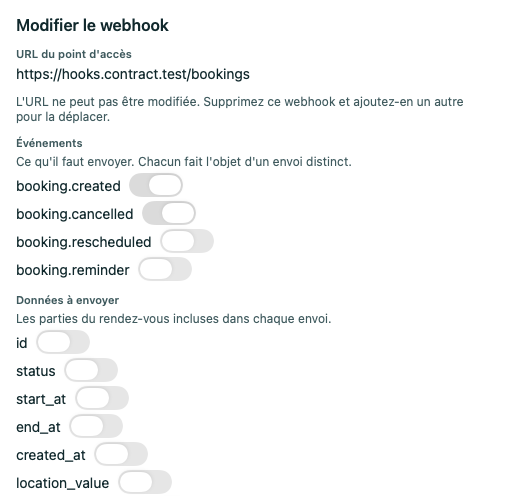 Modifier le webhook
URL du point d'accès
https://hooks.contract.test/bookings
L'URL ne peut pas être modifiée. Supprimez ce webhook et ajoutez-en un autre
pour la déplacer.
Événements
Ce qu'il faut envoyer. Chacun fait l'objet d'un envoi distinct.
booking.created
booking.cancelled
booking.rescheduled
booking.reminder
Données à envoyer
Les parties du rendez-vous incluses dans chaque envoi.
id
status
start_at
end_at
created_at
location_value